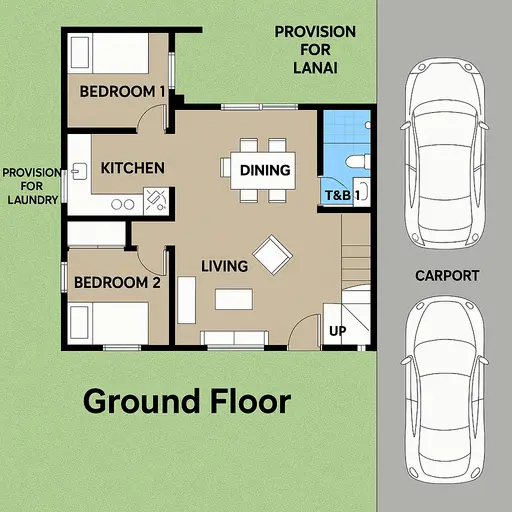 PROVISION
FOR
LANAI
BEDROOM 1
KITCHEN
DINING
PROVISION
FOR
LAUNDRY
T&B 1
LIVING
BEDROOM 2
CARPORT
UP
Ground Floor